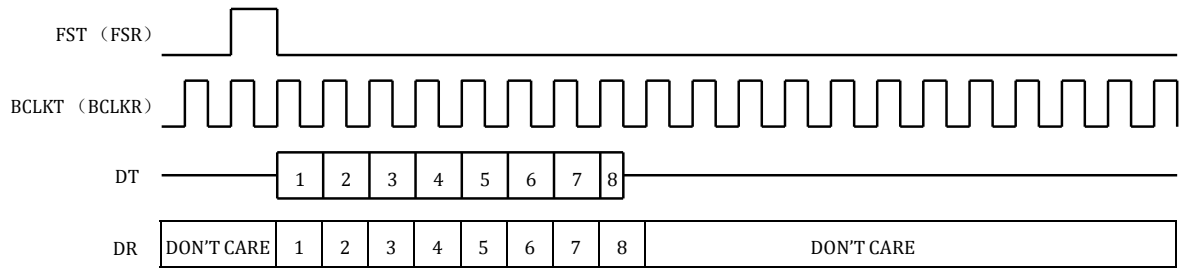 FST （FSR）
BCLKT （BCLKR）
DT 1 2 3 4 5 6 7 8
DR DON'T CARE 1 2 3 4 5 6 7 8 DON'T CARE